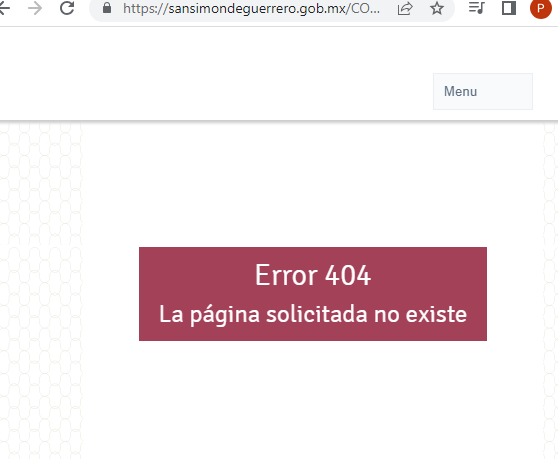 https://sansimondeguerrero.gob.mx/CO...
P
Menu
Error 404
La página solicitada no existe